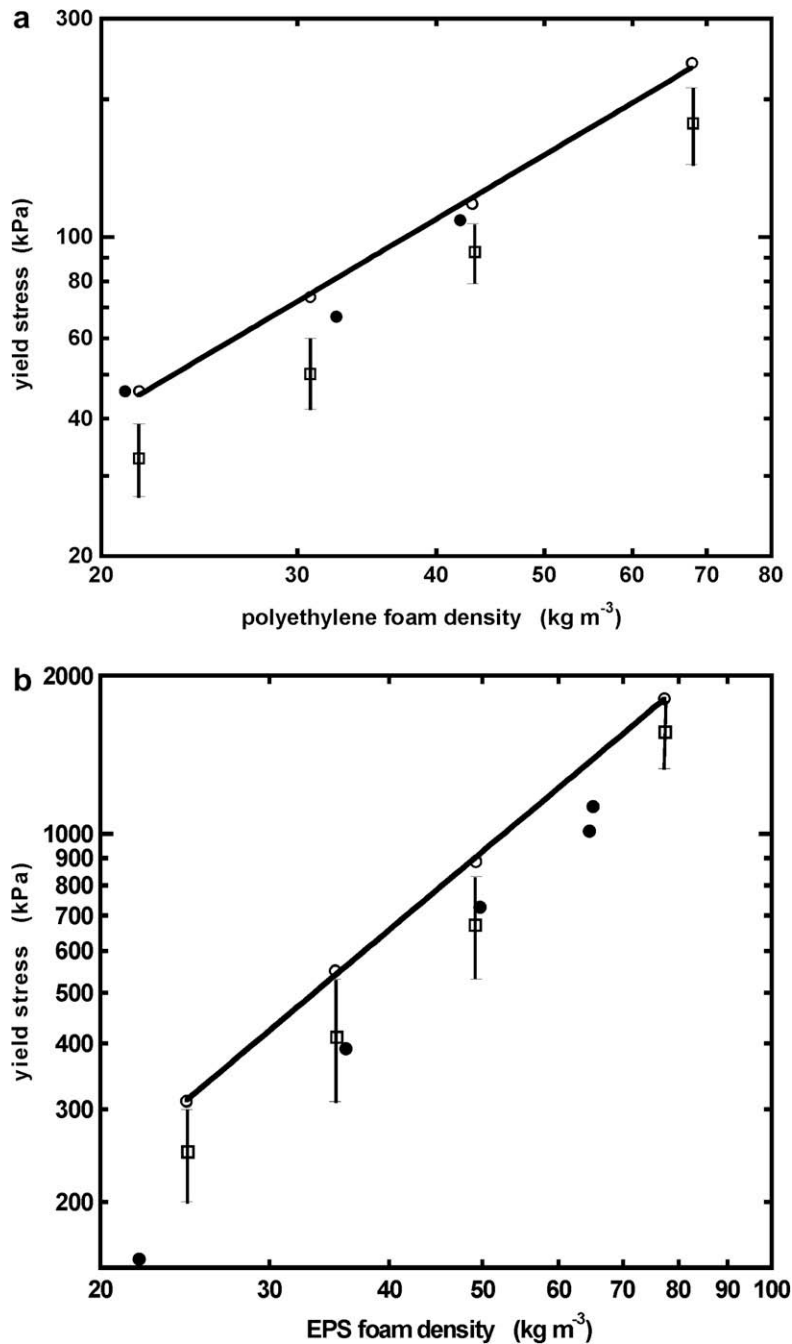 a
300
100
80
60
40
20
yield stress (kPa)
20 30 40 50 60 70 80
polyethylene foam density (kg m-3)
b
2000
1000
900
800
700
600
500
400
300
200
yield stress (kPa)
20 30 40 50 60 70 80 90 100
EPS foam density (kg m-3)